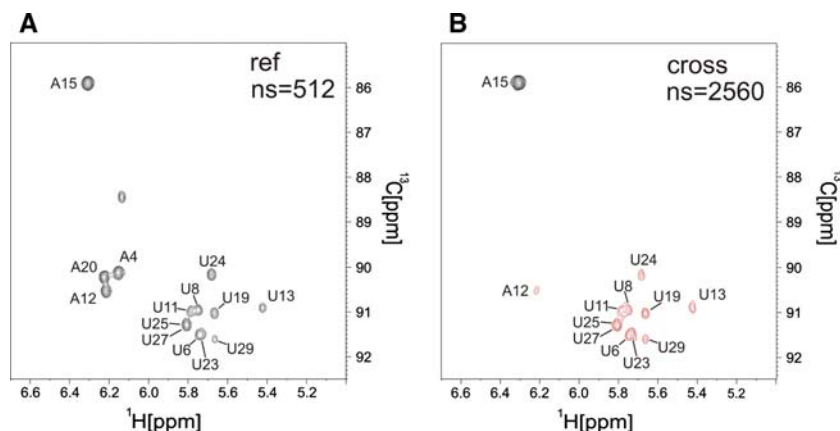 A
ref
ns=512
A15
A20
A4
A12
U24
U8
U11
U19
U13
U25
U27
U6
U29
U23
86
87
88
89
90
91
92
¹³C[ppm]
6.6 6.4 6.2 6.0 5.8 5.6 5.4 5.2
¹H[ppm]
B
cross
ns=2560
A15
A12
U24
U8
U11
U19
U13
U25
U27
U6
U29
U23
86
87
88
89
90
91
92
¹³C[ppm]
6.6 6.4 6.2 6.0 5.8 5.6 5.4 5.2
¹H[ppm]